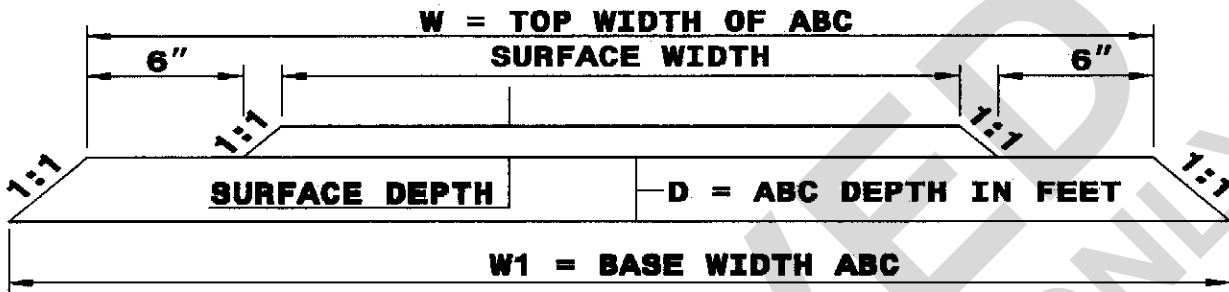 W = TOP WIDTH OF ABC
6" SURFACE WIDTH 6"
1:1 1:1
1:1 1:1
SURFACE DEPTH D = ABC DEPTH IN FEET
W1 = BASE WIDTH ABC